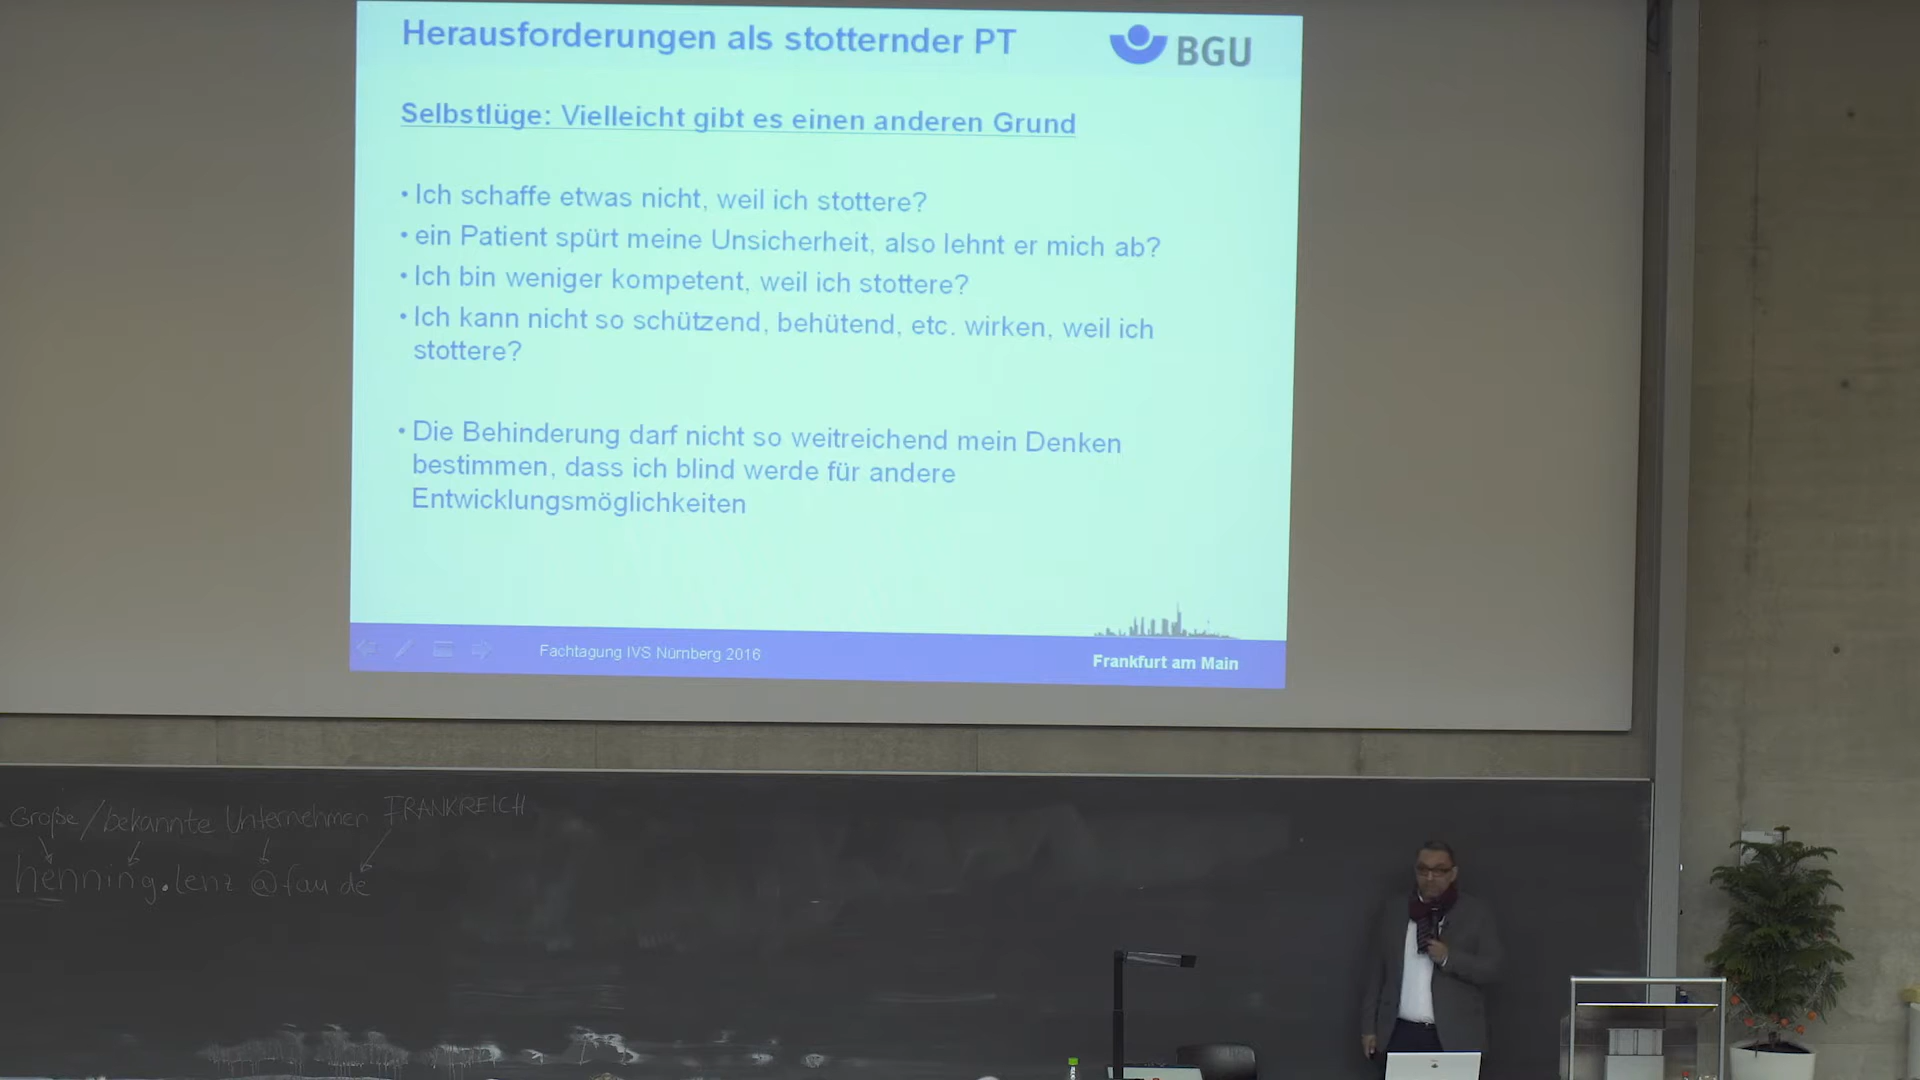 Herausforderungen als stotternder PT
BGU
Selbstlüge: Vielleicht gibt es einen anderen Grund
• Ich schaffe etwas nicht, weil ich stottere?
• ein Patient spürt meine Unsicherheit, also lehnt er mich ab?
• Ich bin weniger kompetent, weil ich stottere?
• Ich kann nicht so schützend, behütend, etc. wirken, weil ich
stottere?
• Die Behinderung darf nicht so weitreichend mein Denken
bestimmen, dass ich blind werde für andere
Entwicklungsmöglichkeiten
Fachtagung IVS Nürnberg 2016
Frankfurt am Main
Große/bekannte Unternehmen FRANKREICH
henning.lenz @fau de